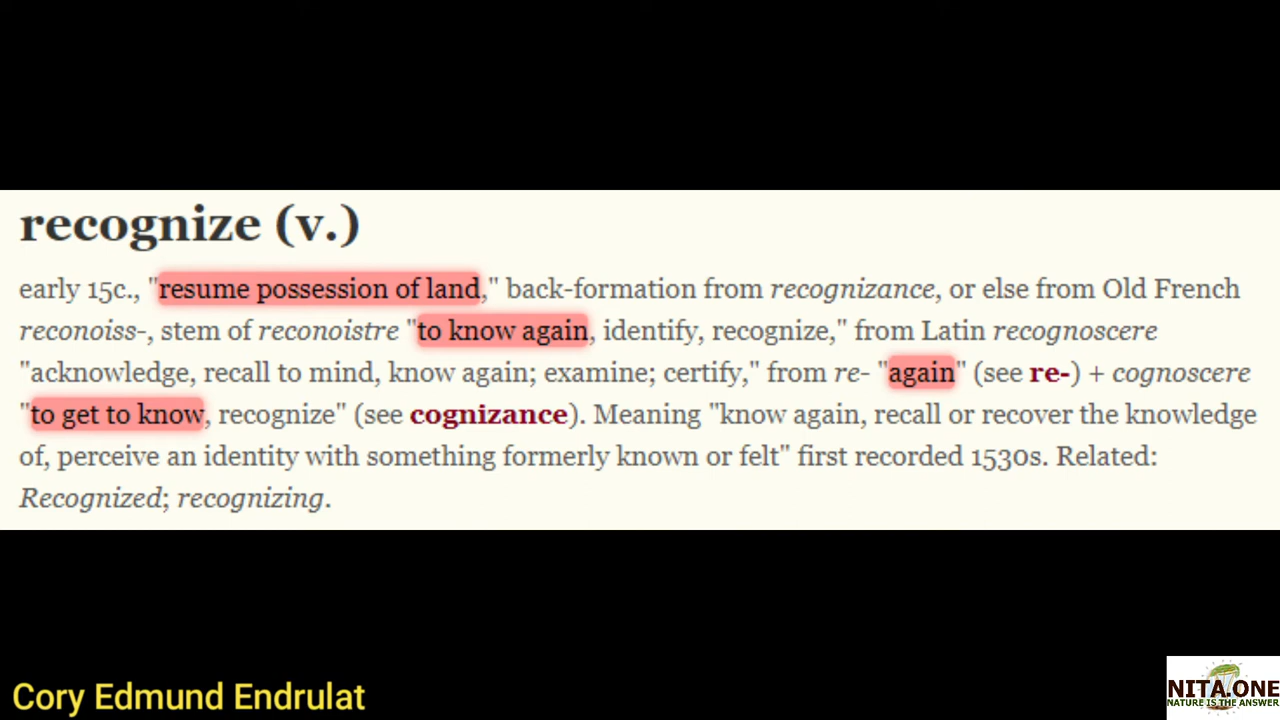 recognize (v.)
early 15c., "resume possession of land," back-formation from recognizance, or else from Old French
reconoiss-, stem of reconoistre "to know again, identify, recognize," from Latin recognoscere
"acknowledge, recall to mind, know again; examine; certify," from re- "again" (see re-) + cognoscere
"to get to know, recognize" (see cognizance). Meaning "know again, recall or recover the knowledge
of, perceive an identity with something formerly known or felt" first recorded 1530s. Related:
Recognized; recognizing.
Cory Edmund Endrulat
NITA.ONE
NATURE IS THE ANSWER